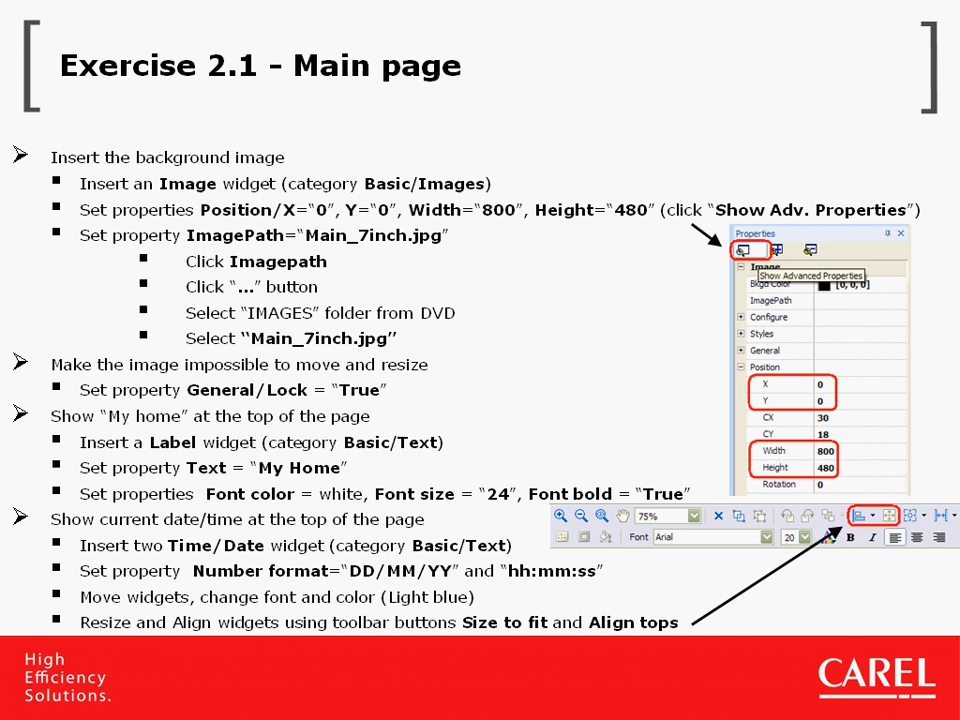 Exercise 2.1 - Main page
Insert the background image
Insert an Image widget (category Basic/Images)
Set properties Position/X=“0”, Y=“0”, Width=“800”, Height=“480” (click “Show Adv. Properties”)
Set property ImagePath=“Main_7inch.jpg”
Click Imagepath
Click “…” button
Select “IMAGES” folder from DVD
Select “Main_7inch.jpg”
Make the image impossible to move and resize
Set property General/Lock = “True”
Show “My home” at the top of the page
Insert a Label widget (category Basic/Text)
Set property Text = “My Home”
Set properties Font color = white, Font size = “24”, Font bold = “True”
Show current date/time at the top of the page
Insert two Time/Date widget (category Basic/Text)
Set property Number format=“DD/MM/YY” and “hh:mm:ss”
Move widgets, change font and color (Light blue)
Resize and Align widgets using toolbar buttons Size to fit and Align tops
Properties
Image
Show Advanced Properties
Bkgd Color [0, 0, 0]
ImagePath
Configure
Styles
General
Position
X 0
Y 0
CX 30
CY 18
Width 800
Height 480
Rotation 0
75%
Font Arial 20 B I
High
Efficiency
Solutions.
CAREL